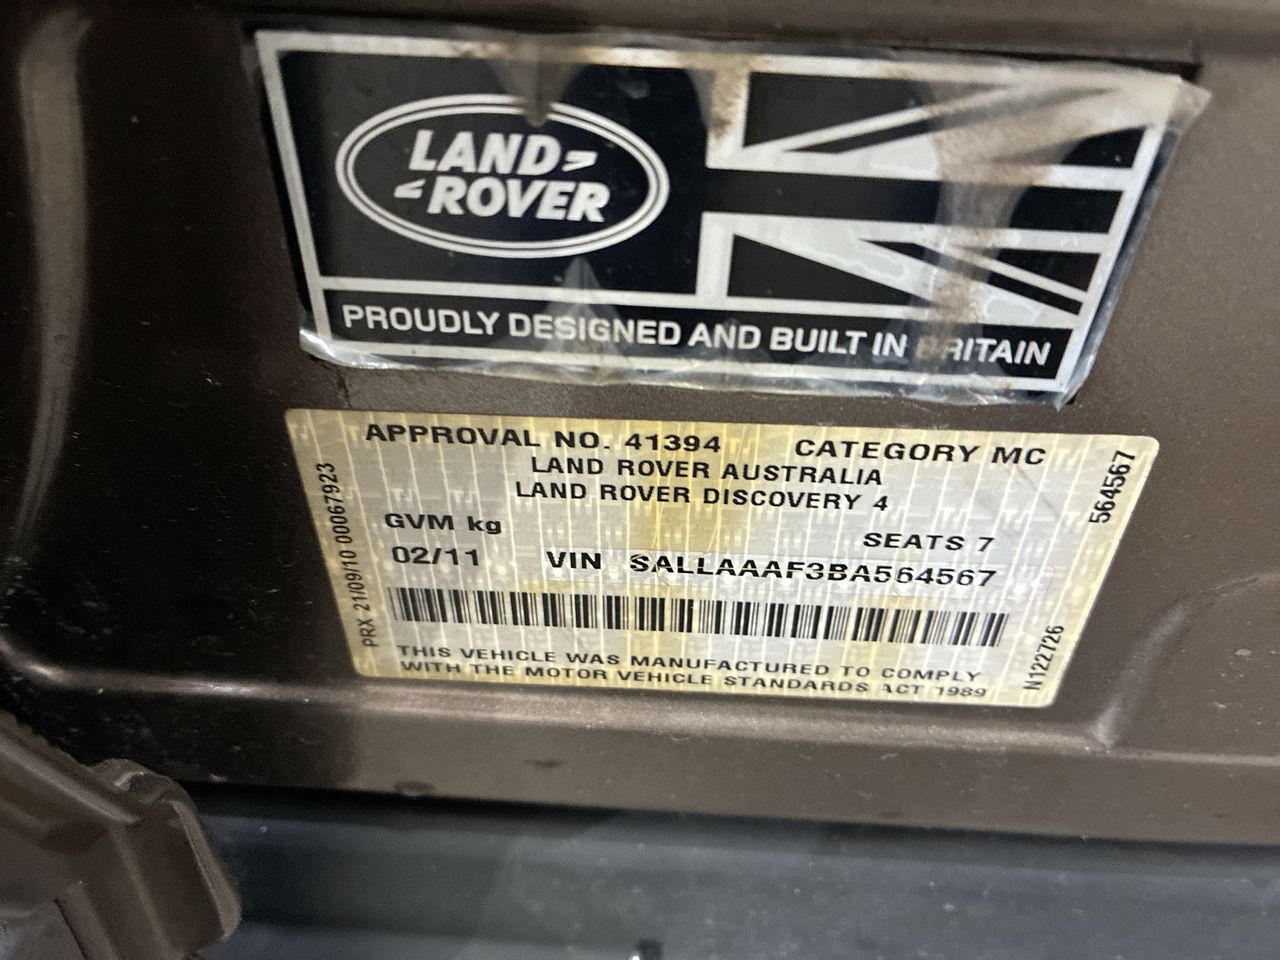 LAND
ROVER
PROUDLY DESIGNED AND BUILT IN BRITAIN
APPROVAL NO. 41394 CATEGORY MC
LAND ROVER AUSTRALIA
LAND ROVER DISCOVERY 4
GVM kg
SEATS 7
02/11 VIN SALLAAAF3BA564567
THIS VEHICLE WAS MANUFACTURED TO COMPLY
WITH THE MOTOR VEHICLE STANDARDS ACT 1989
PRX 21/09/10 00067923
564567
N122726